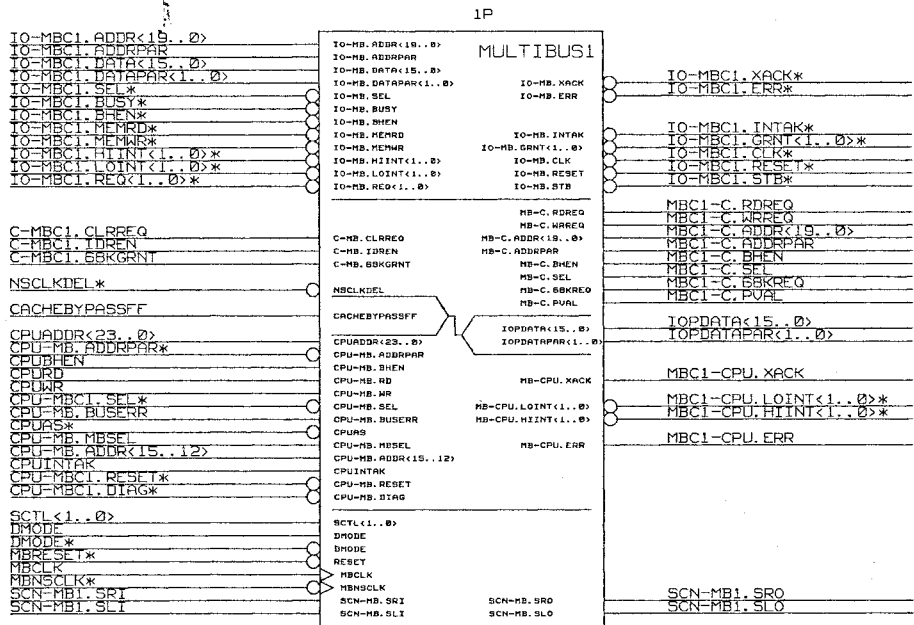 1P
MULTIBUS1
IO-MBC1.ADDR<19..0>
IO-MBC1.ADDRPAR
IO-MBC1.DATA<15..0>
IO-MBC1.DATAPAR<1..0>
IO-MBC1.SEL*
IO-MBC1.BUSY*
IO-MBC1.BHEN*
IO-MBC1.MEMRD*
IO-MBC1.MEMWR*
IO-MBC1.HIINT<1..0>*
IO-MBC1.LOINT<1..0>*
IO-MBC1.REQ<1..0>*
C-MBC1.CLRREQ
C-MBC1.IDREN
C-MBC1.68KGRNT
NSCLKDEL*
CACHEBYPASSFF
CPUADDR<23..0>
CPU-MB.ADDRPAR*
CPUBHEN
CPURD
CPUWR
CPU-MBC1.SEL*
CPU-MB.BUSERR
CPUAS*
CPU-MB.MBSEL
CPU-MB.ADDR<15..12>
CPUINTAK
CPU-MBC1.RESET*
CPU-MBC1.DIAG*
SCTL<1..0>
DMODE
DMODE*
MBRESET*
MBCLK
MBNSCLK*
SCN-MB1.SRI
SCN-MB1.SLI
IO-MB.ADDR<19..0>
IO-MB.ADDRPAR
IO-MB.DATA<15..0>
IO-MB.DATAPAR<1..0>
IO-MB.SEL
IO-MB.BUSY
IO-MB.BHEN
IO-MB.MEMRD
IO-MB.MEMWR
IO-MB.HIINT<1..0>
IO-MB.LOINT<1..0>
IO-MB.REQ<1..0>
C-MB.CLRREQ
C-MB.IDREN
C-MB.68KGRNT
NSCLKDEL
CACHEBYPASSFF
CPUADDR<23..0>
CPU-MB.ADDRPAR
CPU-MB.BHEN
CPU-MB.RD
CPU-MB.WR
CPU-MB.SEL
CPU-MB.BUSERR
CPUAS
CPU-MB.MBSEL
CPU-MB.ADDR<15..12>
CPUINTAK
CPU-MB.RESET
CPU-MB.DIAG
SCTL<1..0>
DMODE
DMODE
RESET
MBCLK
MBNSCLK
SCN-MB.SRI
SCN-MB.SLI
IO-MB.XACK
IO-MB.ERR
IO-MB.INTAK
IO-MB.GRNT<1..0>
IO-MB.CLK
IO-MB.RESET
IO-MB.STB
MB-C.RDREQ
MB-C.WRREQ
MB-C.ADDR<19..0>
MB-C.ADDRPAR
MB-C.BHEN
MB-C.SEL
MB-C.68KREQ
MB-C.PVAL
IOPDATA<15..0>
IOPDATAPAR<1..0>
MB-CPU.XACK
MB-CPU.LOINT<1..0>
MB-CPU.HIINT<1..0>
MB-CPU.ERR
SCN-MB.SRO
SCN-MB.SLO
IO-MBC1.XACK*
IO-MBC1.ERR*
IO-MBC1.INTAK*
IO-MBC1.GRNT<1..0>*
IO-MBC1.CLK*
IO-MBC1.RESET*
IO-MBC1.STB*
MBC1-C.RDREQ
MBC1-C.WRREQ
MBC1-C.ADDR<19..0>
MBC1-C.ADDRPAR
MBC1-C.BHEN
MBC1-C.SEL
MBC1-C.68KREQ
MBC1-C.PVAL
IOPDATA<15..0>
IOPDATAPAR<1..0>
MBC1-CPU.XACK
MBC1-CPU.LOINT<1..0>*
MBC1-CPU.HIINT<1..0>*
MBC1-CPU.ERR
SCN-MB1.SRO
SCN-MB1.SLO